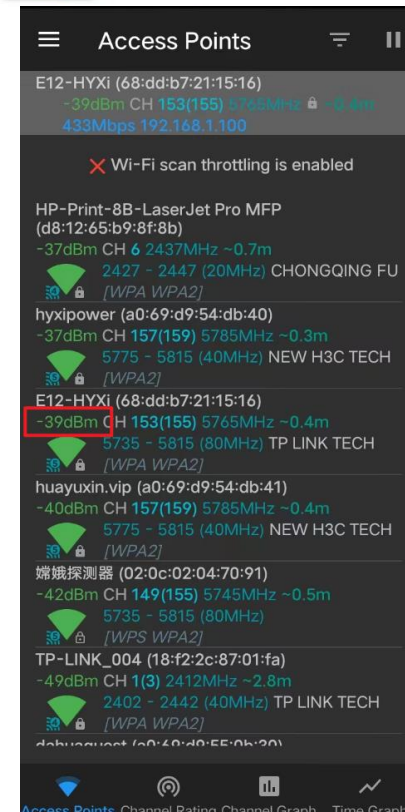 Access Points
E12-HYXi (68:dd:b7:21:15:16)
-39dBm CH 153(155) 5765MHz ~0.4m
433Mbps 192.168.1.100
Wi-Fi scan throttling is enabled
HP-Print-8B-LaserJet Pro MFP
(d8:12:65:b9:8f:8b)
-37dBm CH 6 2437MHz ~0.7m
2427 - 2447 (20MHz) CHONGQING FU
[WPA WPA2]
hyxipower (a0:69:d9:54:db:40)
-37dBm CH 157(159) 5785MHz ~0.3m
5775 - 5815 (40MHz) NEW H3C TECH
[WPA2]
E12-HYXi (68:dd:b7:21:15:16)
-39dBm CH 153(155) 5765MHz ~0.4m
5735 - 5815 (80MHz) TP LINK TECH
[WPA WPA2]
huayuxin.vip (a0:69:d9:54:db:41)
-40dBm CH 157(159) 5785MHz ~0.4m
5775 - 5815 (40MHz) NEW H3C TECH
[WPA2]
嫦娥探测器 (02:0c:02:04:70:91)
-42dBm CH 149(155) 5745MHz ~0.5m
5735 - 5815 (80MHz)
[WPS WPA2]
TP-LINK_004 (18:f2:2c:87:01:fa)
-49dBm CH 1(3) 2412MHz ~2.8m
2402 - 2442 (40MHz) TP LINK TECH
[WPA WPA2]
Access Points Channel Rating Channel Graph Time Graph